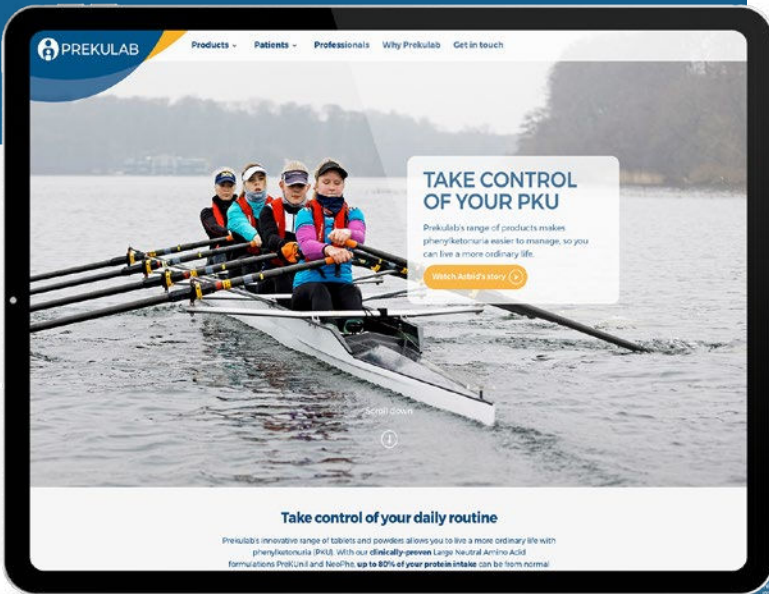 PREKULAB
Products
Patients
Professionals
Why Prekulab
Get in touch
TAKE CONTROL
OF YOUR PKU
Prekulab's range of products makes
phenylketonuria easier to manage, so you
can live a more ordinary life.
Watch Astrid's story
Scroll down
Take control of your daily routine
Prekulab's innovative range of tablets and powders allows you to live a more ordinary life with
phenylketonuria (PKU). With our clinically-proven Large Neutral Amino Acid
formulations PreKUnil and NeoPhe, up to 80% of your protein intake can be from normal